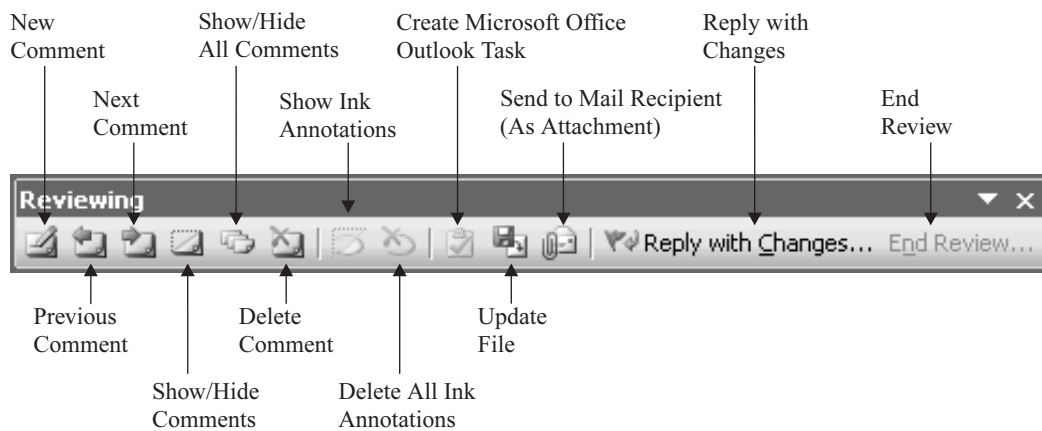 New
Comment
Show/Hide
All Comments
Create Microsoft Office
Outlook Task
Reply with
Changes
Next
Comment
Show Ink
Annotations
Send to Mail Recipient
(As Attachment)
End
Review
Reviewing
Reply with Changes...
End Review...
Previous
Comment
Delete
Comment
Update
File
Show/Hide
Comments
Delete All Ink
Annotations